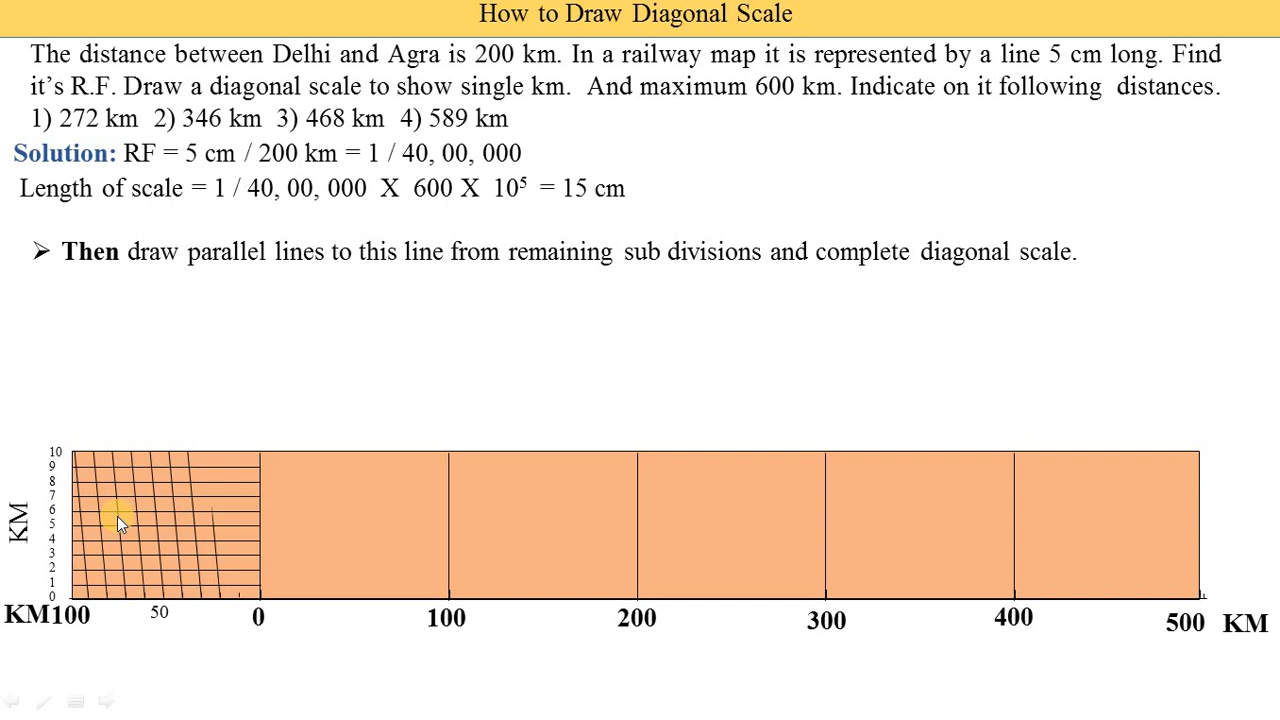 How to Draw Diagonal Scale
The distance between Delhi and Agra is 200 km. In a railway map it is represented by a line 5 cm long. Find
it’s R.F. Draw a diagonal scale to show single km. And maximum 600 km. Indicate on it following distances.
1) 272 km 2) 346 km 3) 468 km 4) 589 km
Solution: RF = 5 cm / 200 km = 1 / 40, 00, 000
Length of scale = 1 / 40, 00, 000 X 600 X 10⁵ = 15 cm
➢ Then draw parallel lines to this line from remaining sub divisions and complete diagonal scale.
10
9
8
7
6
5
4
3
2
1
0
KM
KM100 50 0 100 200 300 400 500 KM